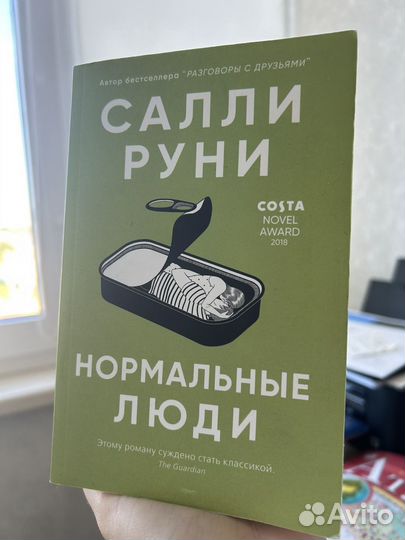 Автор бестселлера "РАЗГОВОРЫ С ДРУЗЬЯМИ"
САЛЛИ
РУНИ
COSTA
NOVEL
AWARD
2018
НОРМАЛЬНЫЕ
ЛЮДИ
Этому роману суждено стать классикой.
The Guardian
Avito